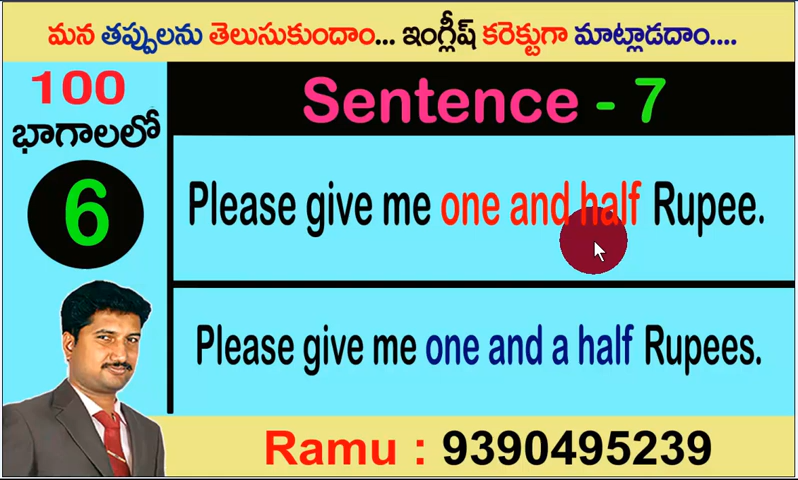 మన తప్పులను తెలుసుకుందాం... ఇంగ్లీష్ కరెక్టుగా మాట్లాడదాం....
100
భాగాలలో
6
Sentence - 7
Please give me one and half Rupee.
Please give me one and a half Rupees.
Ramu : 9390495239